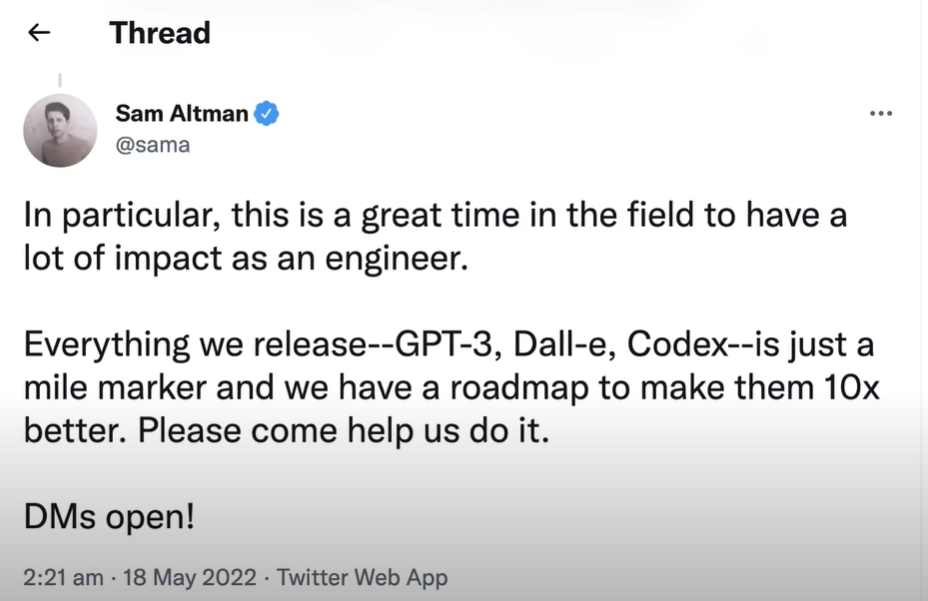 Thread
Sam Altman
@sama
In particular, this is a great time in the field to have a
lot of impact as an engineer.
Everything we release--GPT-3, Dall-e, Codex--is just a
mile marker and we have a roadmap to make them 10x
better. Please come help us do it.
DMs open!
2:21 am · 18 May 2022 · Twitter Web App